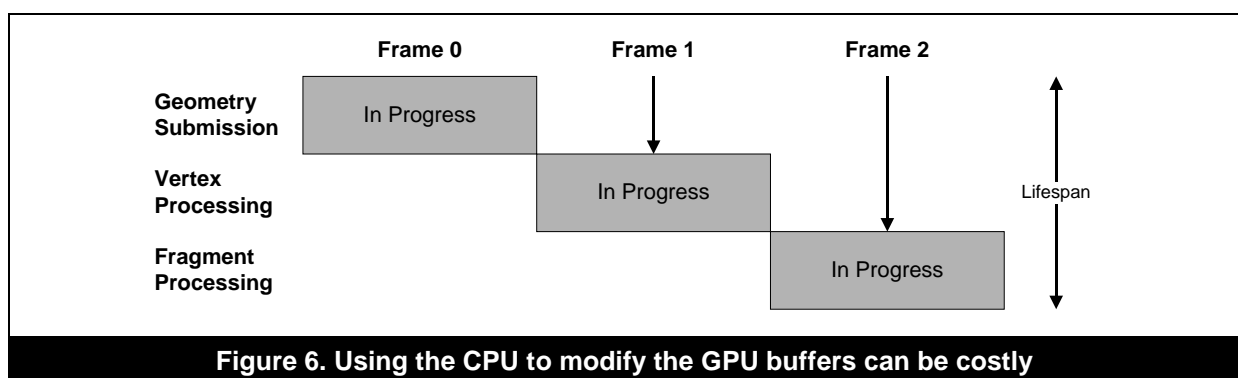 Frame 0
Frame 1
Frame 2
Geometry
Submission
In Progress
Vertex
Processing
In Progress
Lifespan
Fragment
Processing
In Progress
Figure 6. Using the CPU to modify the GPU buffers can be costly